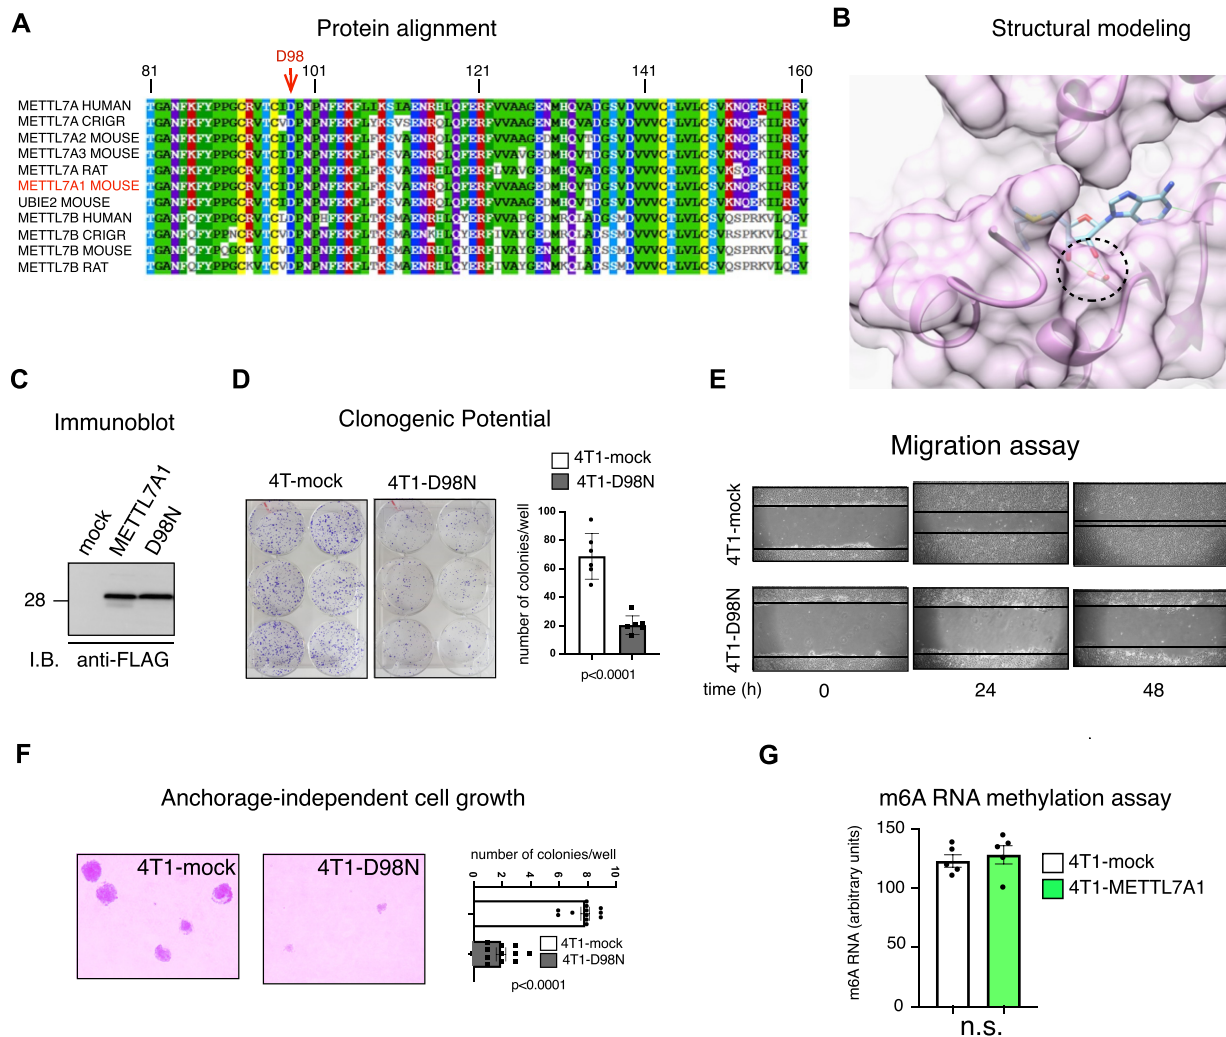 A
Protein alignment
D98
81 101 121 141 160
METTL7A HUMAN
METTL7A CRIGR
METTL7A2 MOUSE
METTL7A3 MOUSE
METTL7A RAT
METTL7A1 MOUSE
UBIE2 MOUSE
METTL7B HUMAN
METTL7B CRIGR
METTL7B MOUSE
METTL7B RAT
B
Structural modeling
C
Immunoblot
mock
METTL7A1
D98N
28
I.B. anti-FLAG
D
Clonogenic Potential
4T-mock
4T1-D98N
4T1-mock
4T1-D98N
number of colonies/well
100
80
60
40
20
0
p<0.0001
E
Migration assay
4T1-mock
4T1-D98N
time (h) 0 24 48
F
Anchorage-independent cell growth
4T1-mock
4T1-D98N
number of colonies/well
0 2 4 6 8 10
4T1-mock
4T1-D98N
p<0.0001
G
m6A RNA methylation assay
m6A RNA (arbitrary units)
150
100
50
0
4T1-mock
4T1-METTL7A1
n.s.